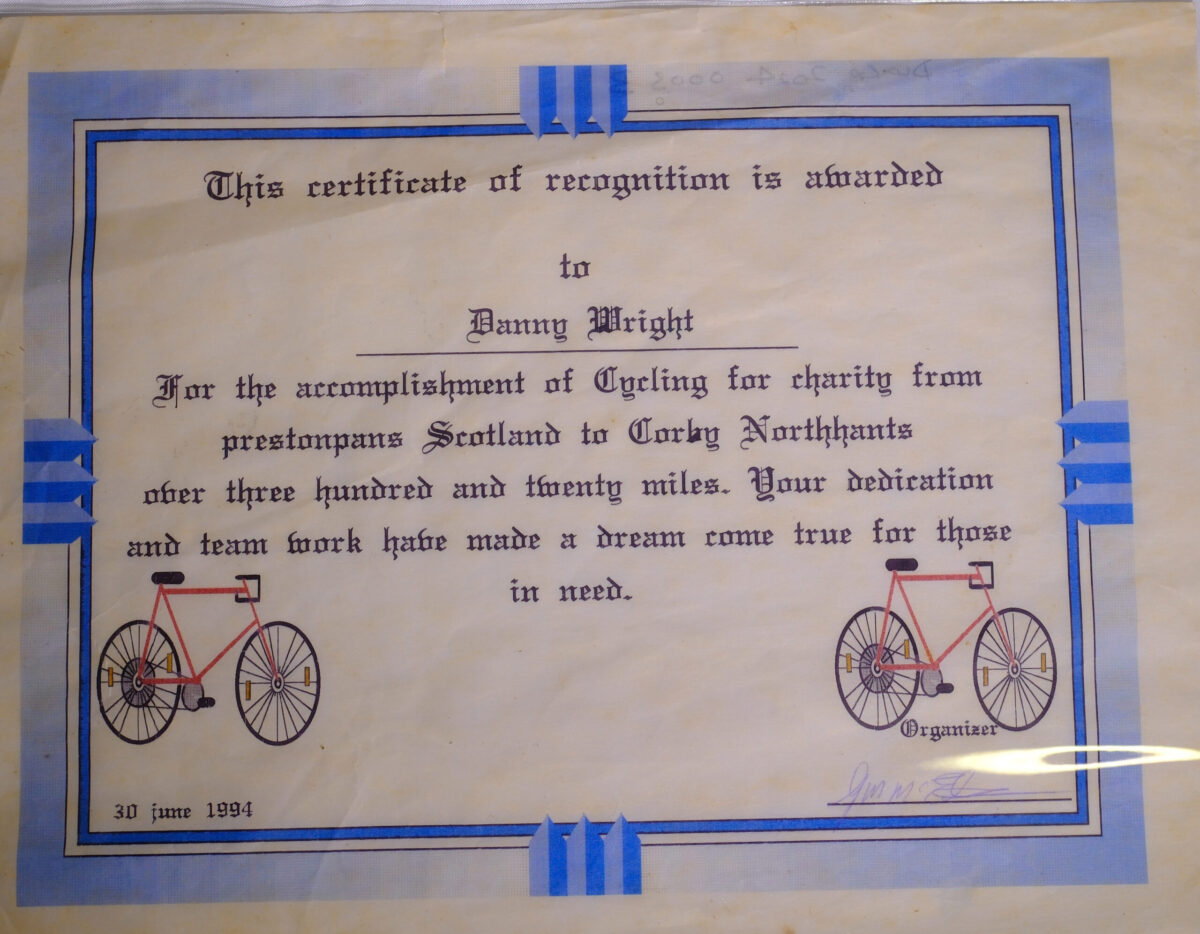 This certificate of recognition is awarded
to
Danny Wright
For the accomplishment of Cycling for charity from
prestonpans Scotland to Corby Northhants
over three hundred and twenty miles. Your dedication
and team work have made a dream come true for those
in need.
Organizer
30 june 1994